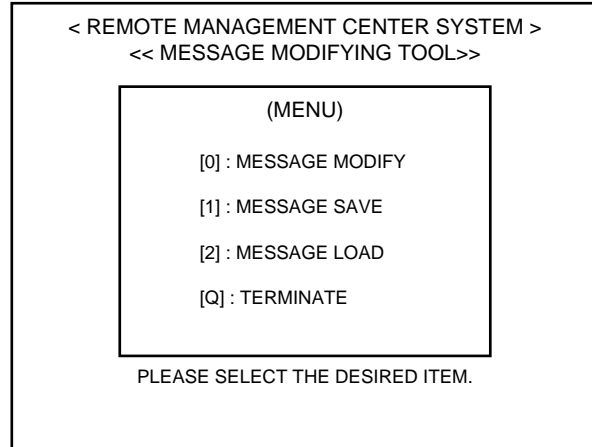 < REMOTE MANAGEMENT CENTER SYSTEM >
<< MESSAGE MODIFYING TOOL>>
(MENU)
[0] : MESSAGE MODIFY
[1] : MESSAGE SAVE
[2] : MESSAGE LOAD
[Q] : TERMINATE
PLEASE SELECT THE DESIRED ITEM.